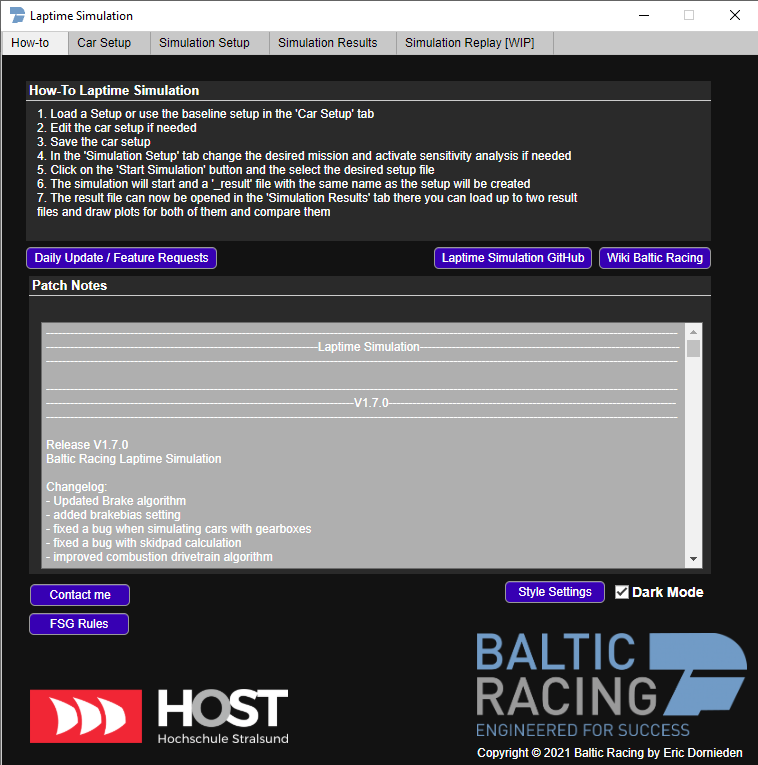 Laptime Simulation
How-to Car Setup Simulation Setup Simulation Results Simulation Replay [WIP]
How-To Laptime Simulation
1. Load a Setup or use the baseline setup in the 'Car Setup' tab
2. Edit the car setup if needed
3. Save the car setup
4. In the 'Simulation Setup' tab change the desired mission and activate sensitivity analysis if needed
5. Click on the 'Start Simulation' button and the select the desired setup file
6. The simulation will start and a '_result' file with the same name as the setup will be created
7. The result file can now be opened in the 'Simulation Results' tab there you can load up to two result
files and draw plots for both of them and compare them
Daily Update / Feature Requests Laptime Simulation GitHub Wiki Baltic Racing
Patch Notes
Laptime Simulation
V1.7.0
Release V1.7.0
Baltic Racing Laptime Simulation
Changelog:
- Updated Brake algorithm
- added brakebias setting
- fixed a bug when simulating cars with gearboxes
- fixed a bug with skidpad calculation
- improved combustion drivetrain algorithm
Contact me Style Settings Dark Mode
FSG Rules
HOST
Hochschule Stralsund
BALTIC
RACING
ENGINEERED FOR SUCCESS
Copyright © 2021 Baltic Racing by Eric Dornieden